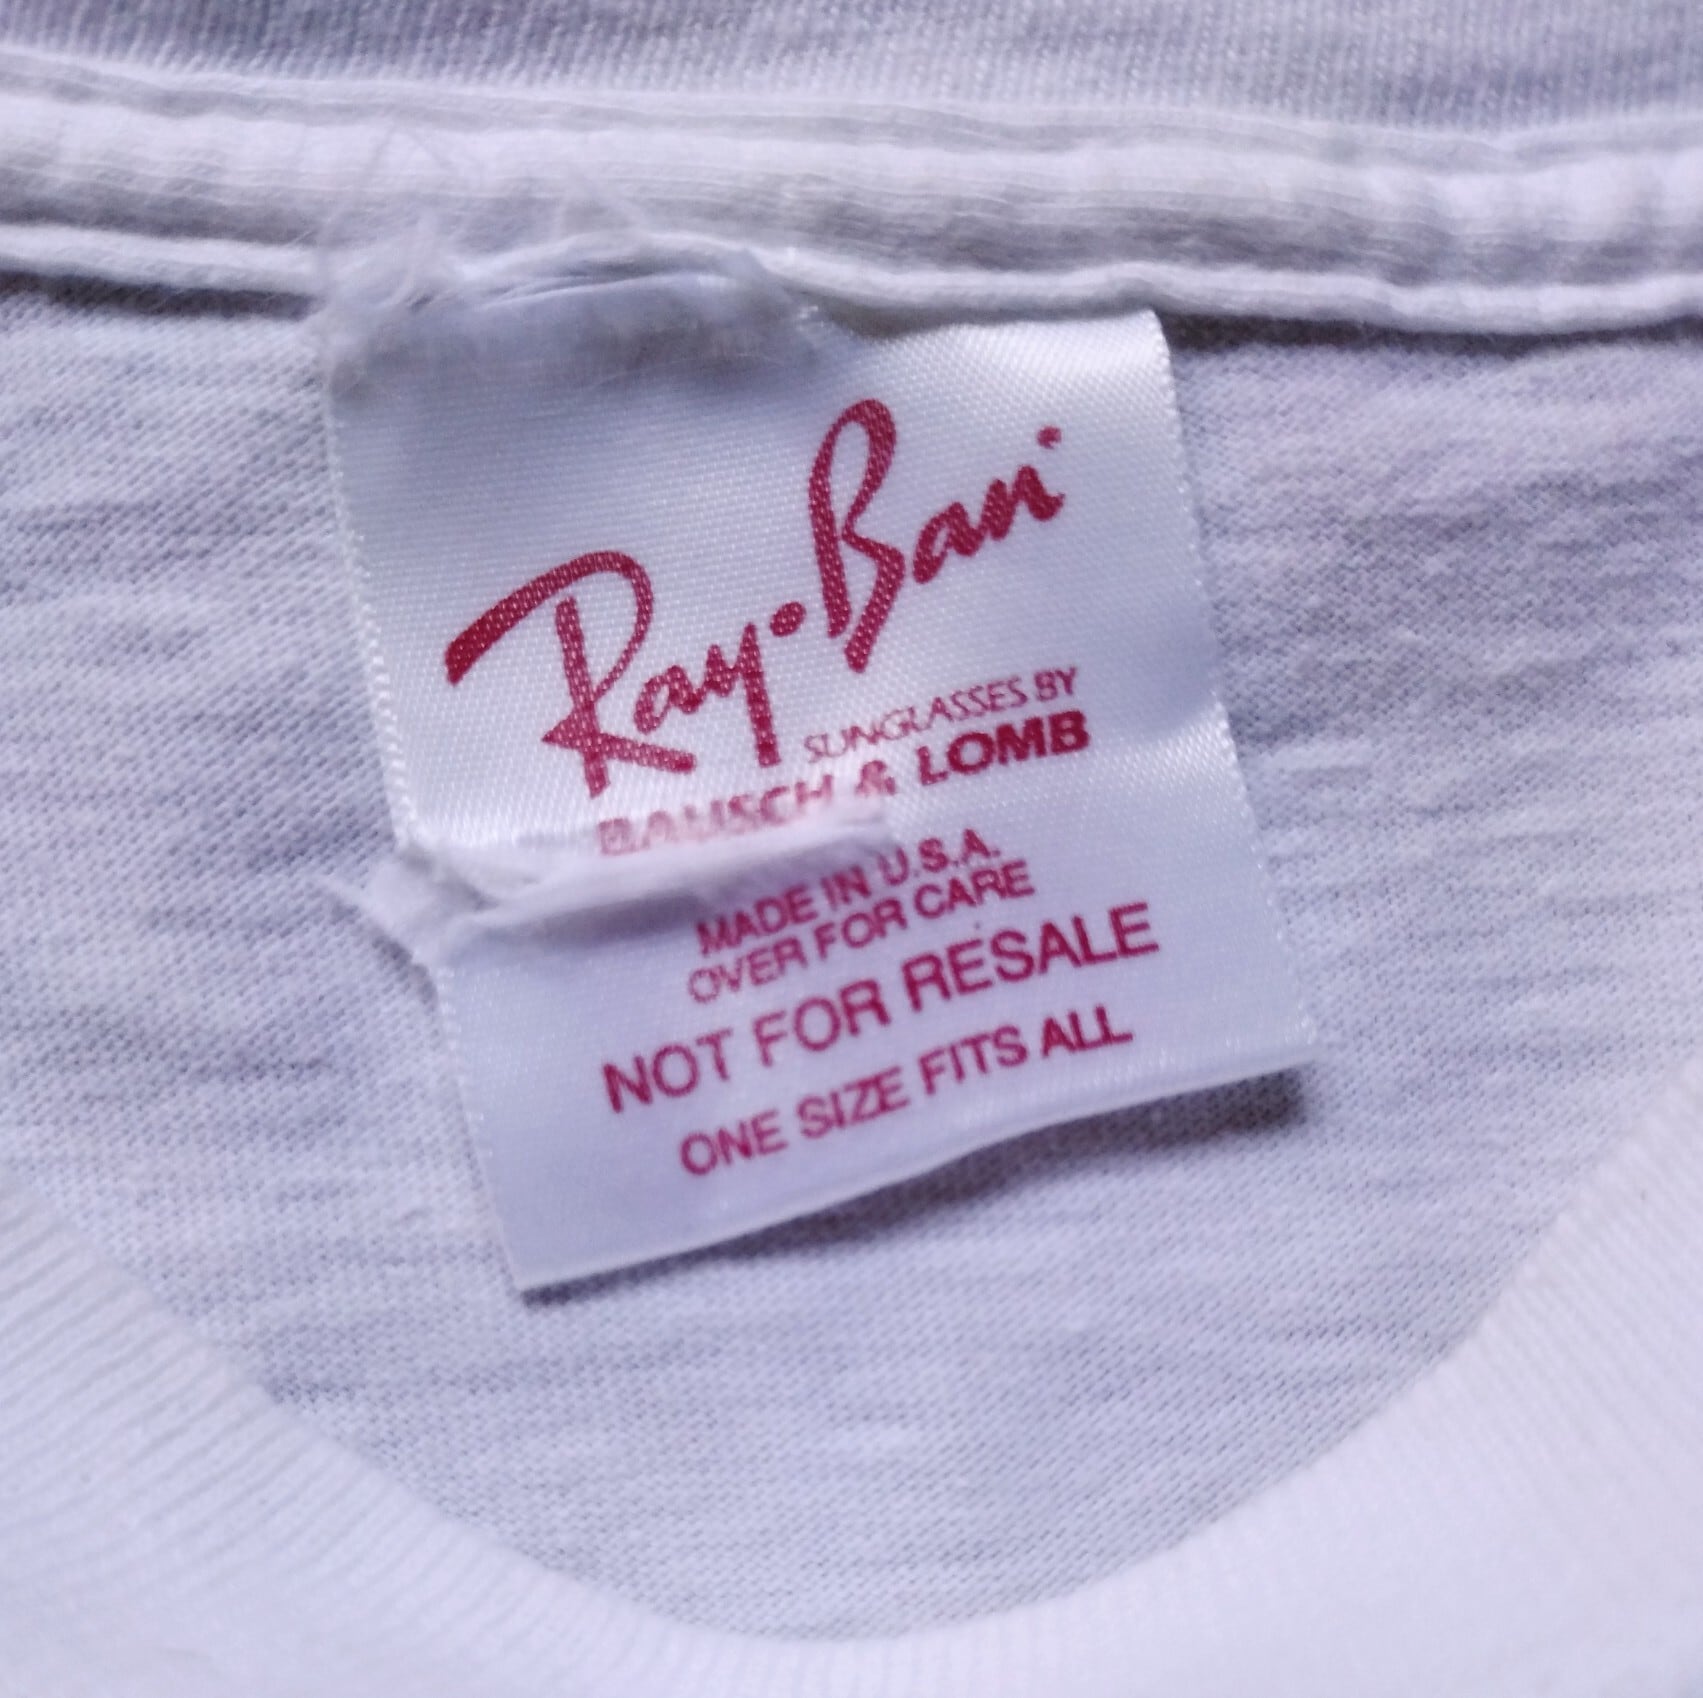 Ray·Ban
SUNGLASSES BY
BAUSCH & LOMB
MADE IN U.S.A.
OVER FOR CARE
NOT FOR RESALE
ONE SIZE FITS ALL